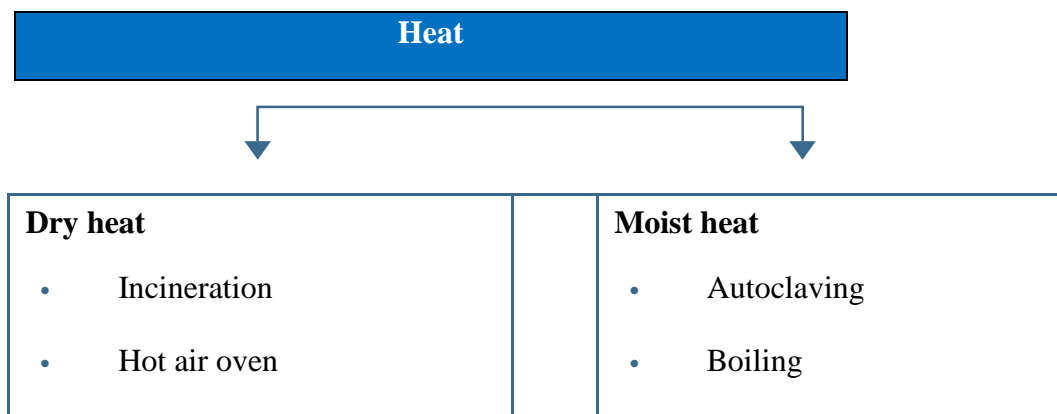 Heat
Dry heat
• Incineration
• Hot air oven
Moist heat
• Autoclaving
• Boiling